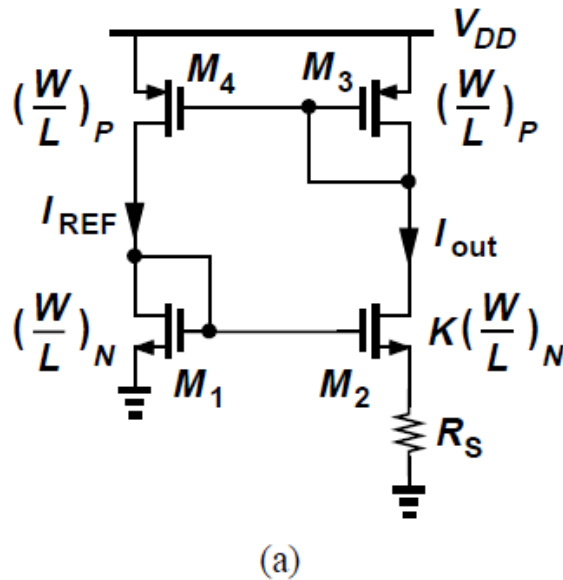 V_DD
(W/L)_P M_4 M_3 (W/L)_P
I_REF I_out
(W/L)_N M_1 M_2 K(W/L)_N
R_S
(a)